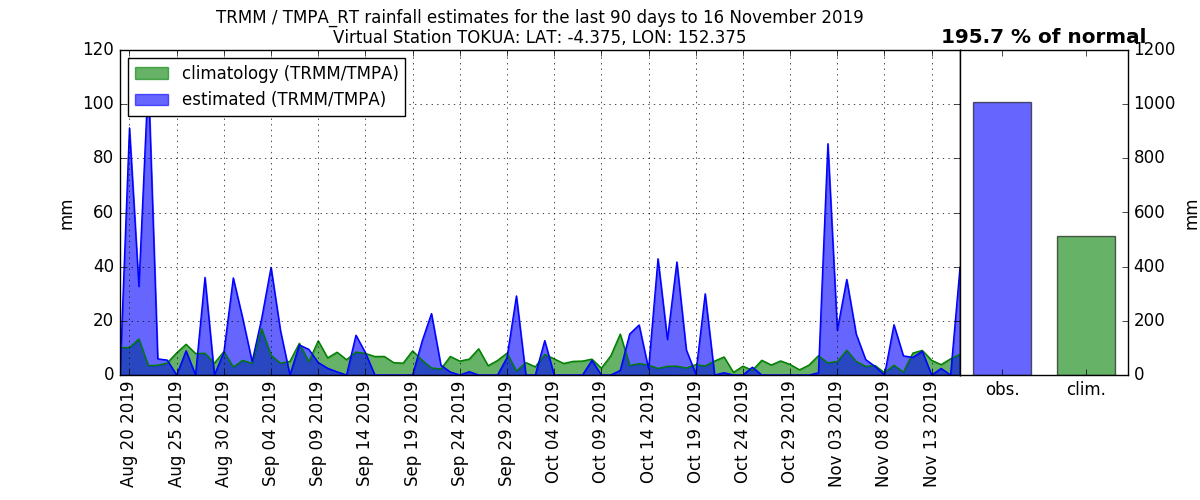 TRMM / TMPA_RT rainfall estimates for the last 90 days to 16 November 2019
Virtual Station TOKUA: LAT: -4.375, LON: 152.375
195.7 % of normal
climatology (TRMM/TMPA)
estimated (TRMM/TMPA)
mm
120
100
80
60
40
20
0
Aug 20 2019
Aug 25 2019
Aug 30 2019
Sep 04 2019
Sep 09 2019
Sep 14 2019
Sep 19 2019
Sep 24 2019
Sep 29 2019
Oct 04 2019
Oct 09 2019
Oct 14 2019
Oct 19 2019
Oct 24 2019
Oct 29 2019
Nov 03 2019
Nov 08 2019
Nov 13 2019
obs.
clim.
1200
1000
800
600
400
200
0
mm